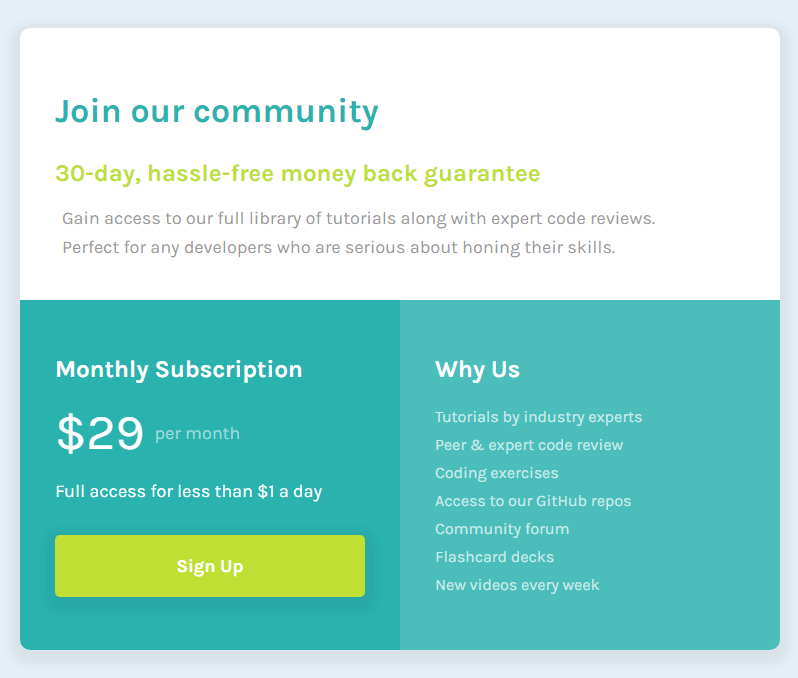 Join our community
30-day, hassle-free money back guarantee
Gain access to our full library of tutorials along with expert code reviews.
Perfect for any developers who are serious about honing their skills.
Monthly Subscription
$29 per month
Full access for less than $1 a day
Sign Up
Why Us
Tutorials by industry experts
Peer & expert code review
Coding exercises
Access to our GitHub repos
Community forum
Flashcard decks
New videos every week